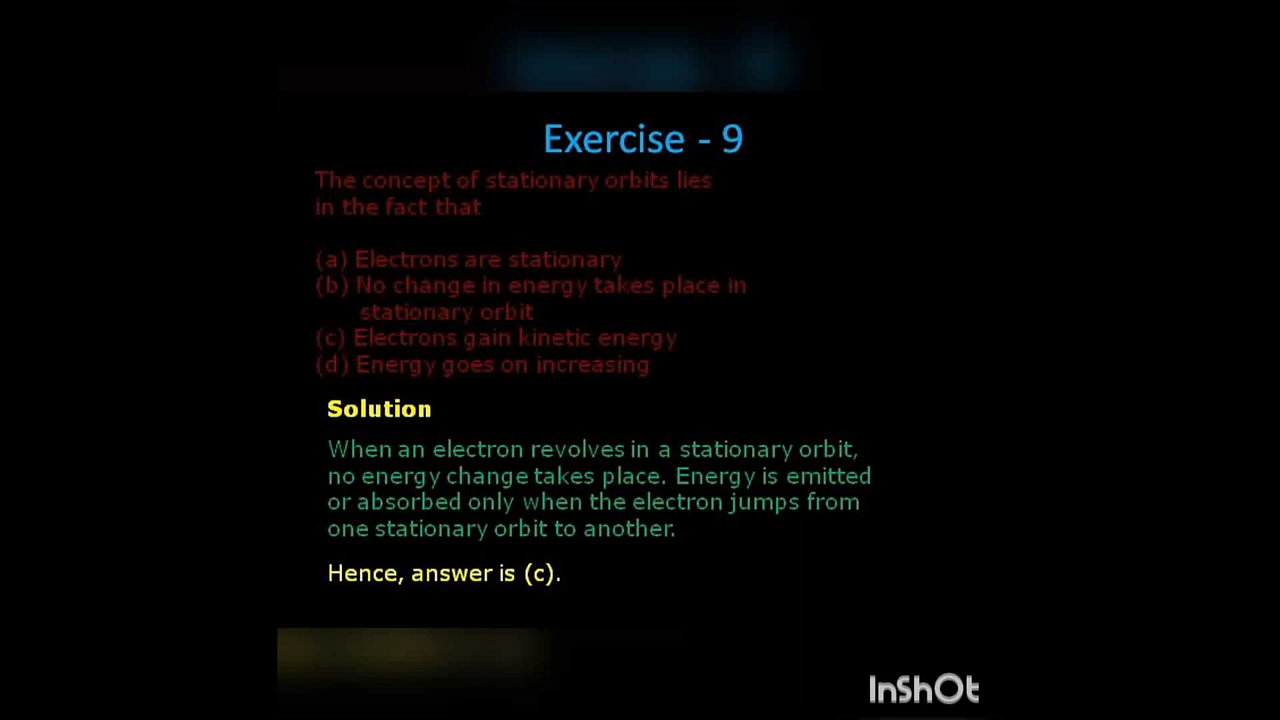 Exercise - 9
The concept of stationary orbits lies
in the fact that
(a) Electrons are stationary
(b) No change in energy takes place in
stationary orbit
(c) Electrons gain kinetic energy
(d) Energy goes on increasing
Solution
When an electron revolves in a stationary orbit,
no energy change takes place. Energy is emitted
or absorbed only when the electron jumps from
one stationary orbit to another.
Hence, answer is (c).
InShOt